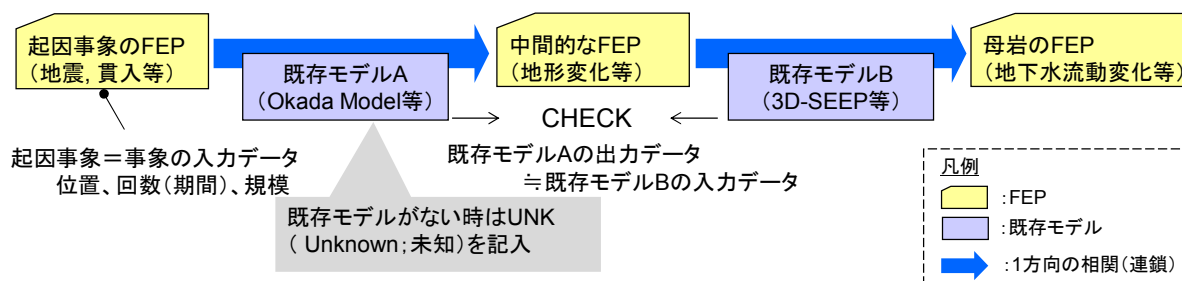 起因事象のFEP
（地震，貫入等）
既存モデルA
（Okada Model等）
中間的なFEP
（地形変化等）
既存モデルB
（3D-SEEP等）
母岩のFEP
（地下水流動変化等）
CHECK
起因事象＝事象の入力データ
位置、回数（期間）、規模
既存モデルAの出力データ
≒既存モデルBの入力データ
既存モデルがない時はUNK
（ Unknown；未知）を記入
凡例
：FEP
：既存モデル
：1方向の相関（連鎖）